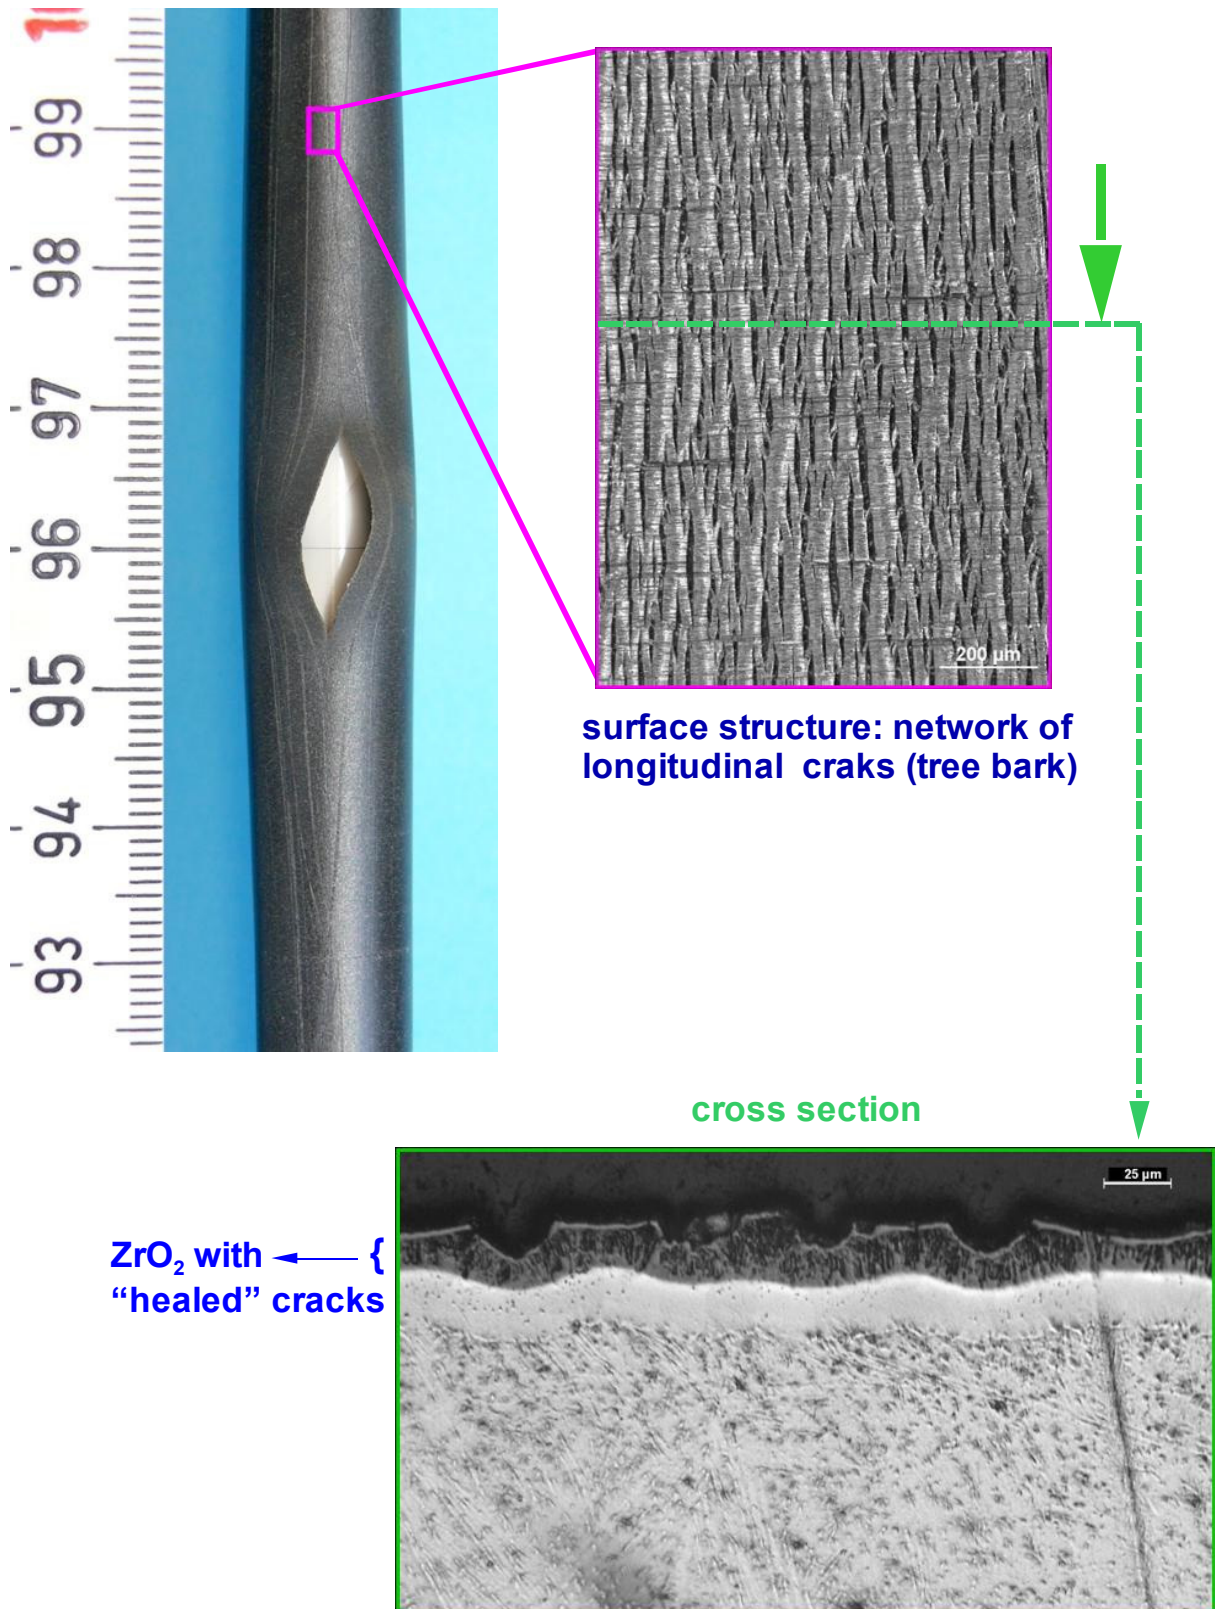 99
98
97
96
95
94
93
200 µm
surface structure: network of
longitudinal craks (tree bark)
cross section
25 µm
ZrO₂ with {
“healed” cracks